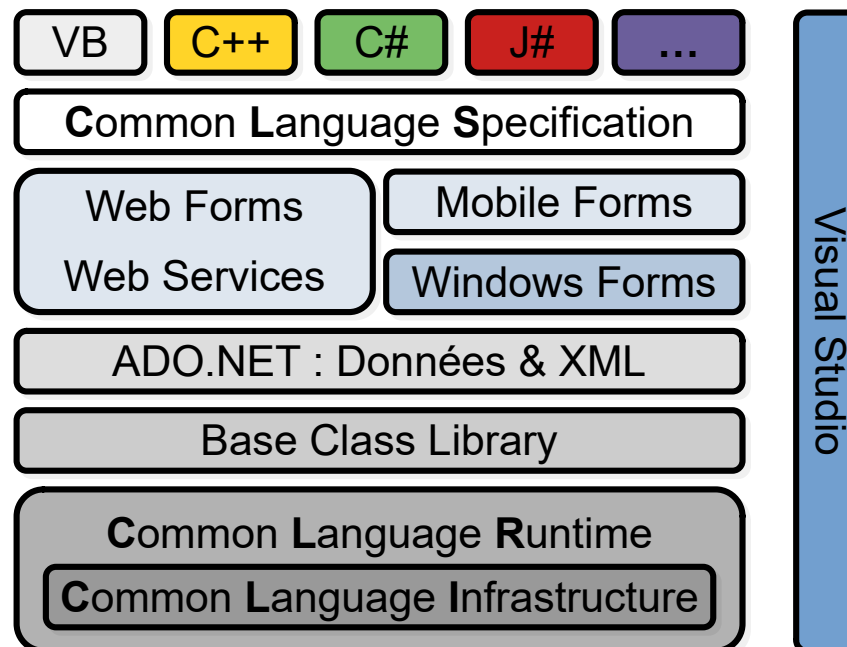 VB C++ C# J# ...
Common Language Specification
Web Forms
Web Services
Mobile Forms
Windows Forms
ADO.NET : Données & XML
Base Class Library
Common Language Runtime
Common Language Infrastructure
Visual Studio